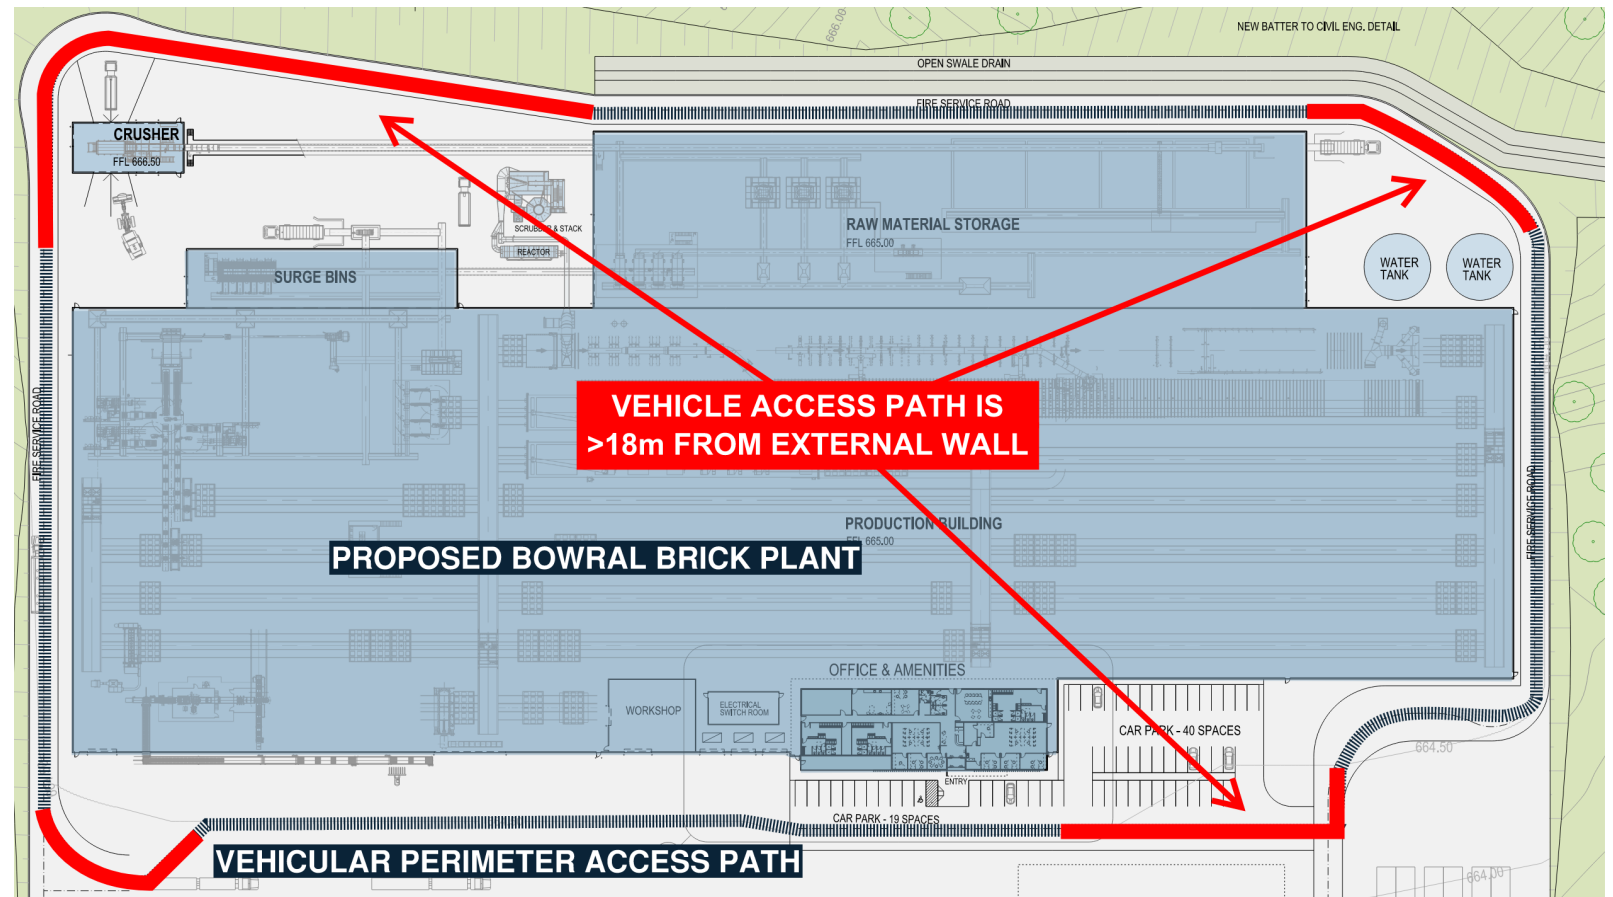 NEW BATTER TO CIVIL ENG. DETAIL
666.00
OPEN SWALE DRAIN
FIRE SERVICE ROAD
CRUSHER
FFL 666.50
SCRUBBER & STACK
REACTOR
RAW MATERIAL STORAGE
FFL 665.00
WATER
TANK
WATER
TANK
SURGE BINS
VEHICLE ACCESS PATH IS
>18m FROM EXTERNAL WALL
FIRE SERVICE ROAD
FIRE SERVICE ROAD
PRODUCTION BUILDING
FFL 665.00
PROPOSED BOWRAL BRICK PLANT
OFFICE & AMENITIES
WORKSHOP
ELECTRICAL
SWITCH ROOM
CAR PARK - 40 SPACES
664.50
ENTRY
CAR PARK - 19 SPACES
VEHICULAR PERIMETER ACCESS PATH
664.00